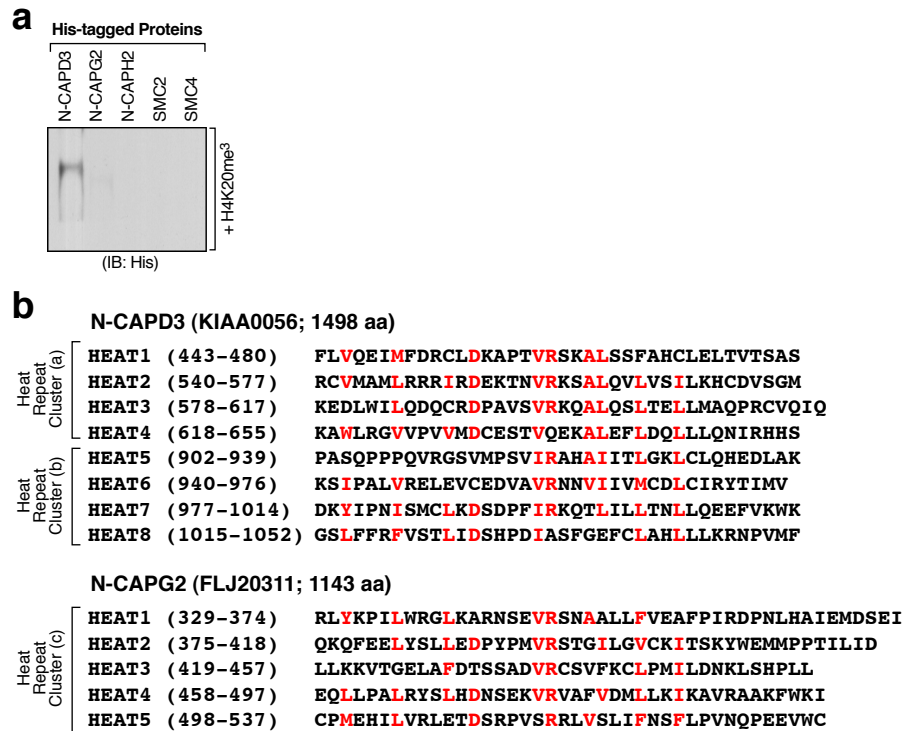 a
His-tagged Proteins
N-CAPD3
N-CAPG2
N-CAPH2
SMC2
SMC4
+ H4K20me3
(IB: His)
b
N-CAPD3 (KIAA0056; 1498 aa)
Heat Repeat Cluster (a)
HEAT1 (443-480) FLVQEIMFDRCLDKAPTVRSKALSSFAHCLELTVTSAS
HEAT2 (540-577) RCVMAMLRRRIRDEKTNVRKSALQVLVSILKHCDVSGM
HEAT3 (578-617) KEDLWILQDQCRDPAVSVRKQALQSLTELLMAQPRCVQIQ
HEAT4 (618-655) KAWLRGVVPVVMDCESTVQEKALEFLDQLLLQNIRHHS
Heat Repeat Cluster (b)
HEAT5 (902-939) PASQPPPQVRGSVMPSVIRAHAIITLGKLCLQHEDLAK
HEAT6 (940-976) KSIPALVRELEVCEDVAVRNNVIIVMCDLCIRYTIMV
HEAT7 (977-1014) DKYIPNISMCLKDSDPFIRKQTLILLTNLLQEEFVKWK
HEAT8 (1015-1052) GSLFFRFVSTLIDSHPDIASFGEFCLAHLLLKRNPVMF
N-CAPG2 (FLJ20311; 1143 aa)
Heat Repeat Cluster (c)
HEAT1 (329-374) RLYKPILWRGLKARNSEVRSNAALLFVEAFPIRDPNLHAIEMDSEI
HEAT2 (375-418) QKQFEELYSLLEDPYPMVRSTGILGVCKITSKYWEMMPPTILID
HEAT3 (419-457) LLKKVTGELAFDTSSADVRCSVFKCLPMILDNKLSHPLL
HEAT4 (458-497) EQLLPALRYSLHDNSEKVRVAFVDMLLKIKAVRAAKFWKI
HEAT5 (498-537) CPMEHILVRLETDSRPVSRRLVSLIFNSFLPVNQPEEVWC